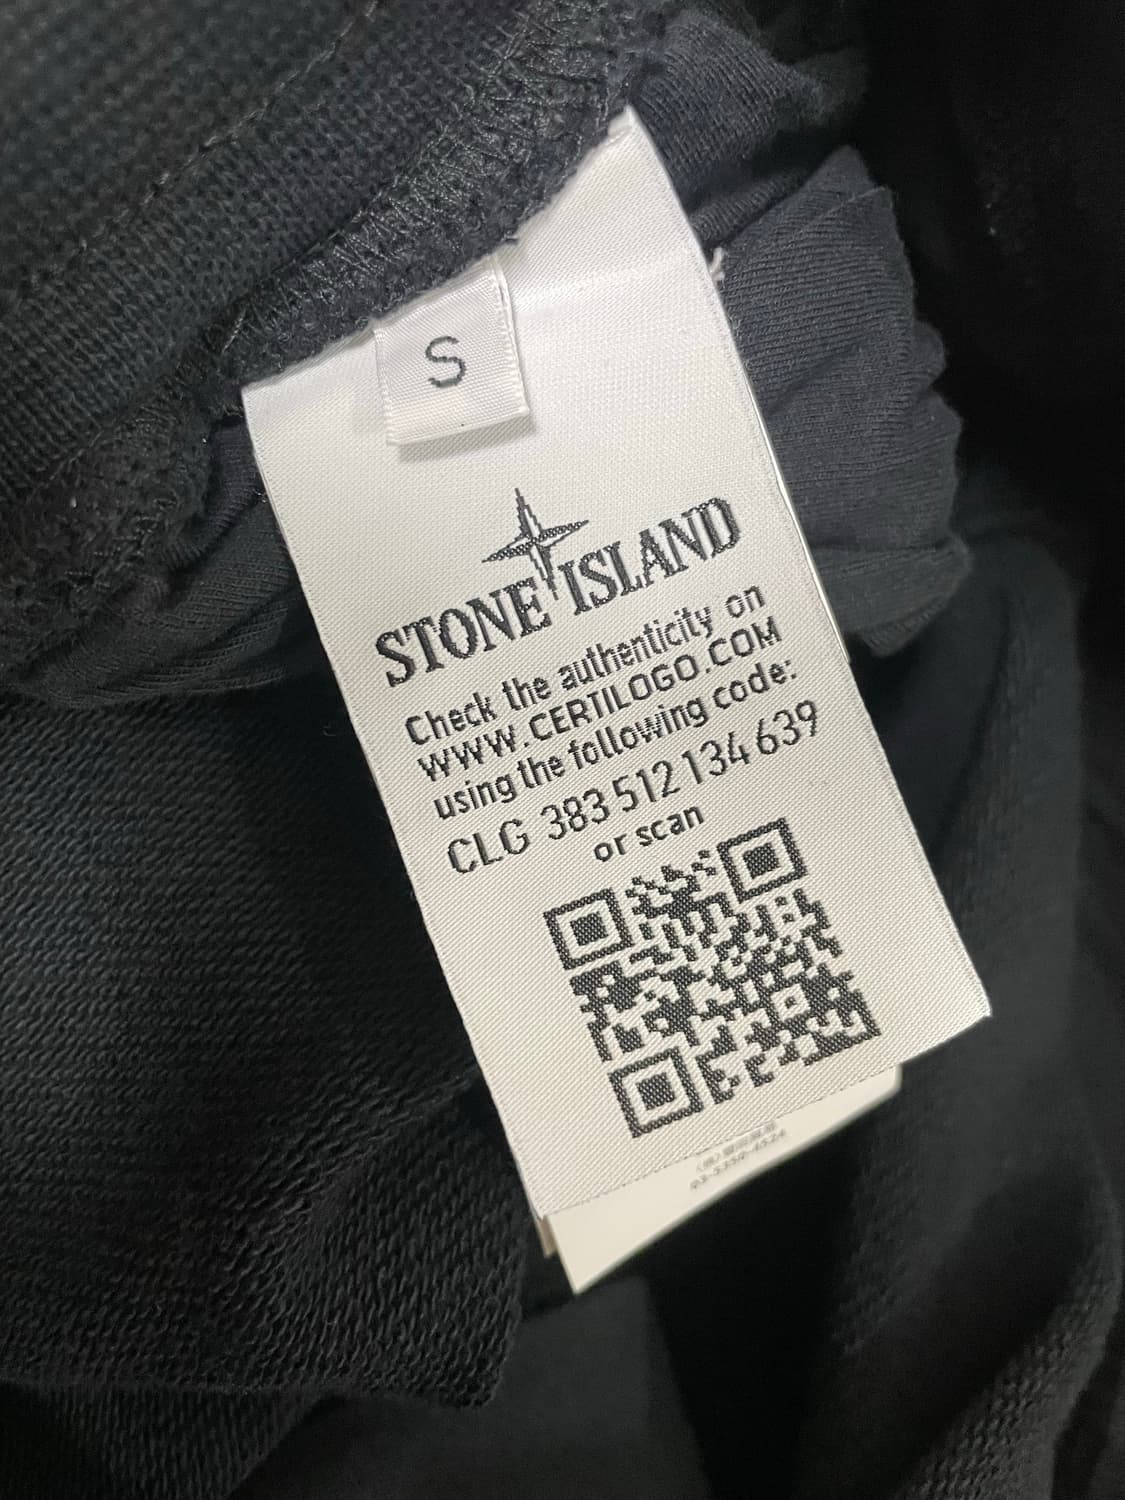 S
STONE ISLAND
Check the authenticity on
WWW.CERTILOGO.COM
using the following code:
CLG 383 512 134 639
or scan